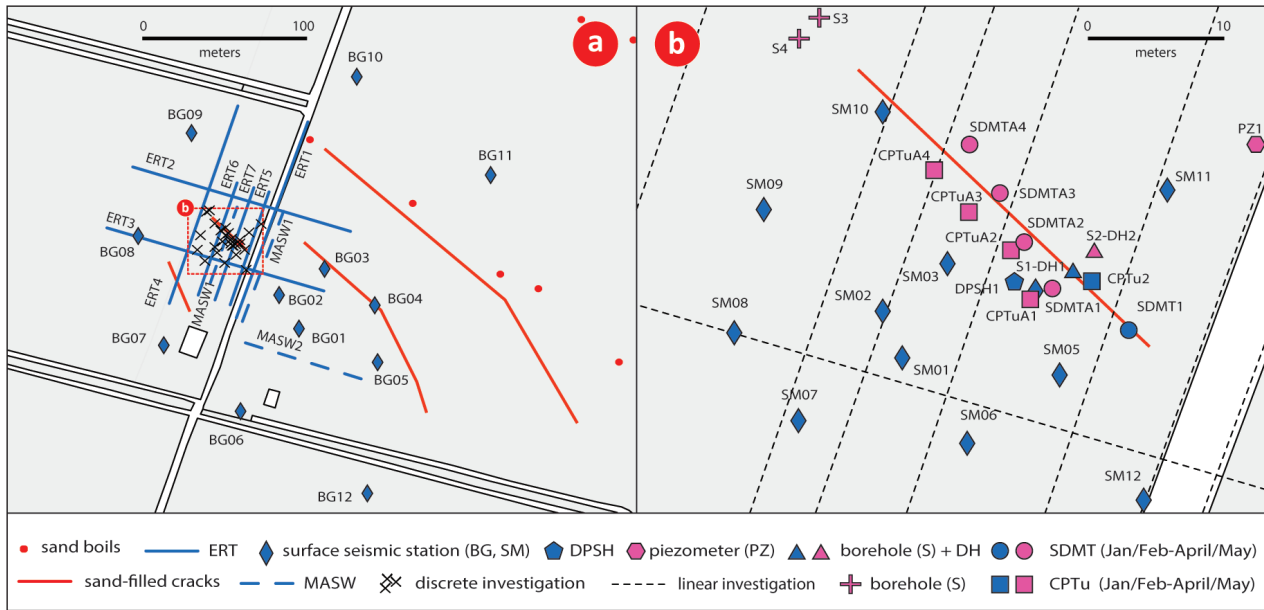 0 100
meters
a
BG10
BG09
BG11
ERT2
ERT6
ERT7
ERT5
ERT1
b
ERT3
MASW1
BG08
BG03
BG02
BG04
ERT4
MASW1
BG01
BG07
MASW2
BG05
BG06
BG12
b
S3
S4
0 10
meters
SM10
SDMTA4
PZ1
CPTuA4
SM09
CPTuA3
SDMTA3
SM11
SDMTA2
CPTuA2
S2-DH2
SM03
S1-DH1
CPTu2
DPSH1
SM08
SM02
CPTuA1
SDMTA1
SDMT1
SM01
SM05
SM07
SM06
SM12
sand boils ERT surface seismic station (BG, SM) DPSH piezometer (PZ) borehole (S) + DH SDMT (Jan/Feb-April/May)
sand-filled cracks MASW discrete investigation linear investigation borehole (S) CPTu (Jan/Feb-April/May)